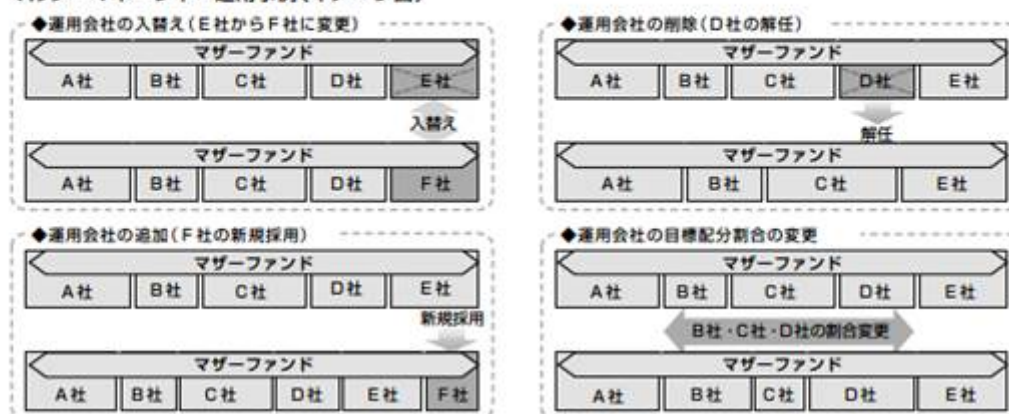 ◆運用会社の入替え(E社からF社に変更)
マザーファンド
A社 B社 C社 D社 E社
入替え
マザーファンド
A社 B社 C社 D社 F社
◆運用会社の削除(D社の解任)
マザーファンド
A社 B社 C社 D社 E社
解任
マザーファンド
A社 B社 C社 E社
◆運用会社の追加(F社の新規採用)
マザーファンド
A社 B社 C社 D社 E社
新規採用
マザーファンド
A社 B社 C社 D社 E社 F社
◆運用会社の目標配分割合の変更
マザーファンド
A社 B社 C社 D社 E社
B社・C社・D社の割合変更
マザーファンド
A社 B社 C社 D社 E社